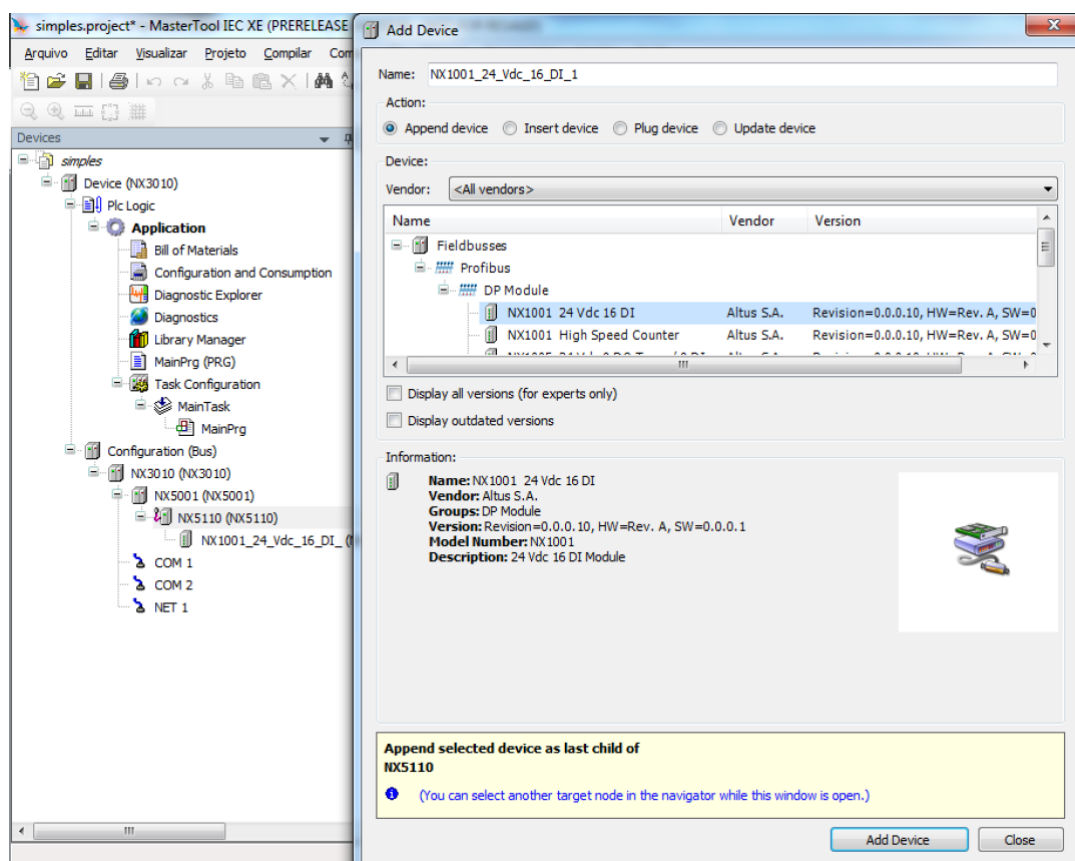 simples.project* - MasterTool IEC XE (PRERELEASE
Arquivo Editar Visualizar Projeto Compilar Com
Devices
simples
Device (NX3010)
Plc Logic
Application
Bill of Materials
Configuration and Consumption
Diagnostic Explorer
Diagnostics
Library Manager
MainPrg (PRG)
Task Configuration
MainTask
MainPrg
Configuration (Bus)
NX3010 (NX3010)
NX5001 (NX5001)
NX5110 (NX5110)
NX1001_24_Vdc_16_DI_ (
COM 1
COM 2
NET 1
Add Device
Name: NX1001_24_Vdc_16_DI_1
Action:
Append device Insert device Plug device Update device
Device:
Vendor: <All vendors>
Name Vendor Version
Fieldbusses
Profibus
DP Module
NX1001 24 Vdc 16 DI Altus S.A. Revision=0.0.0.10, HW=Rev. A, SW=0
NX1001 High Speed Counter Altus S.A. Revision=0.0.0.10, HW=Rev. A, SW=0
Display all versions (for experts only)
Display outdated versions
Information:
Name: NX1001 24 Vdc 16 DI
Vendor: Altus S.A.
Groups: DP Module
Version: Revision=0.0.0.10, HW=Rev. A, SW=0.0.0.1
Model Number: NX1001
Description: 24 Vdc 16 DI Module
Append selected device as last child of
NX5110
(You can select another target node in the navigator while this window is open.)
Add Device Close